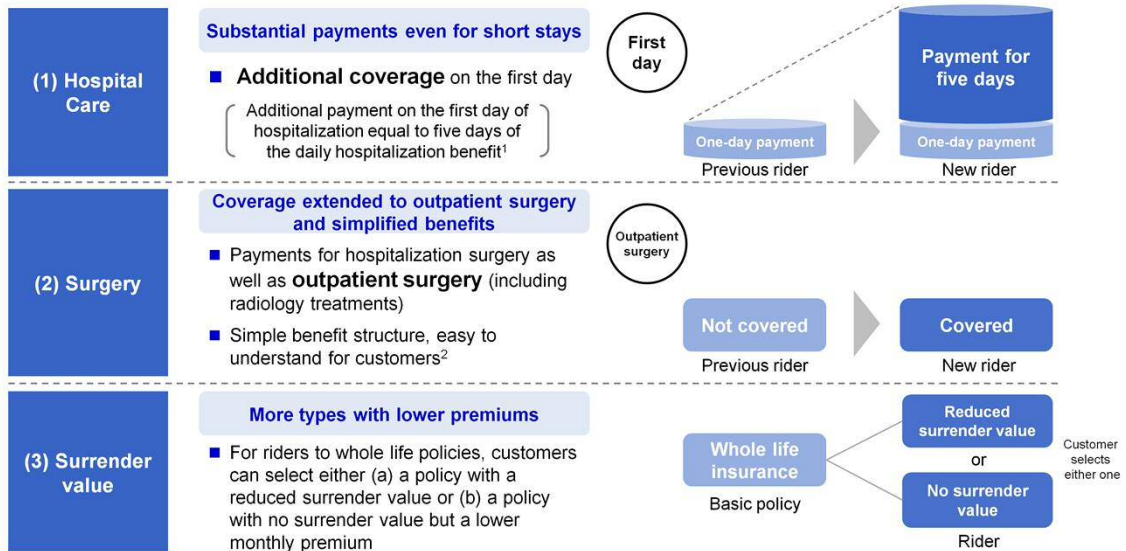 (1) Hospital
Care
Substantial payments even for short stays
■ Additional coverage on the first day
Additional payment on the first day of
hospitalization equal to five days of
the daily hospitalization benefit¹
First
day
One-day payment
Previous rider
Payment for
five days
One-day payment
New rider
(2) Surgery
Coverage extended to outpatient surgery
and simplified benefits
■ Payments for hospitalization surgery as
well as outpatient surgery (including
radiology treatments)
■ Simple benefit structure, easy to
understand for customers²
Outpatient
surgery
Not covered
Previous rider
Covered
New rider
(3) Surrender
value
More types with lower premiums
■ For riders to whole life policies, customers
can select either (a) a policy with a
reduced surrender value or (b) a policy
with no surrender value but a lower
monthly premium
Whole life
insurance
Basic policy
Reduced
surrender value
or
No surrender
value
Rider
Customer
selects
either one